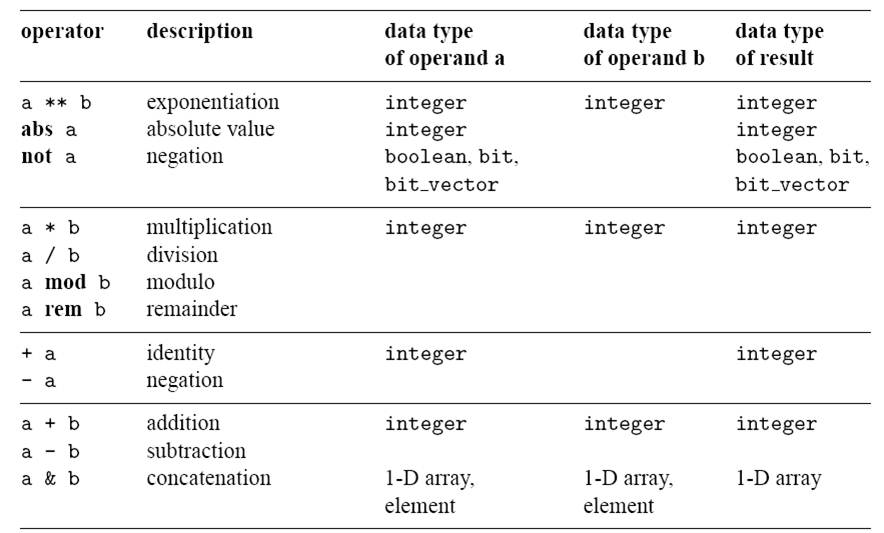 operator description data type data type data type
of operand a of operand b of result
a ** b exponentiation integer integer integer
abs a absolute value integer integer
not a negation boolean, bit, boolean, bit,
bit_vector bit_vector
a * b multiplication integer integer integer
a / b division
a mod b modulo
a rem b remainder
+ a identity integer integer
- a negation
a + b addition integer integer integer
a - b subtraction
a & b concatenation 1-D array, 1-D array, 1-D array
element element